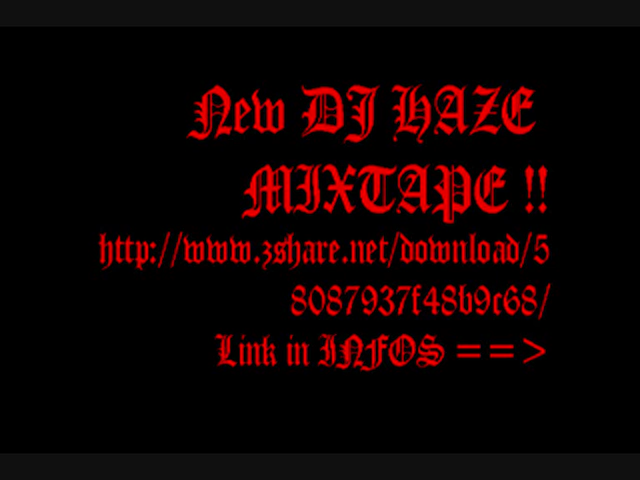 New DJ HAZE
MIXTAPE !!
http://www.zshare.net/download/5
8087937f48b9c68/
Link in INFOS ==>